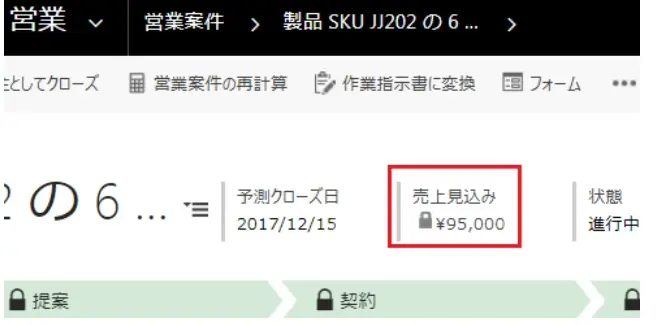 営業 営業案件 製品 SKU JJ202 の 6 ...
としてクローズ 営業案件の再計算 作業指示書に変換 フォーム •••
2 の 6 ...
予測クローズ日 売上見込み 状態
2017/12/15 ¥95,000 進行中
提案 契約